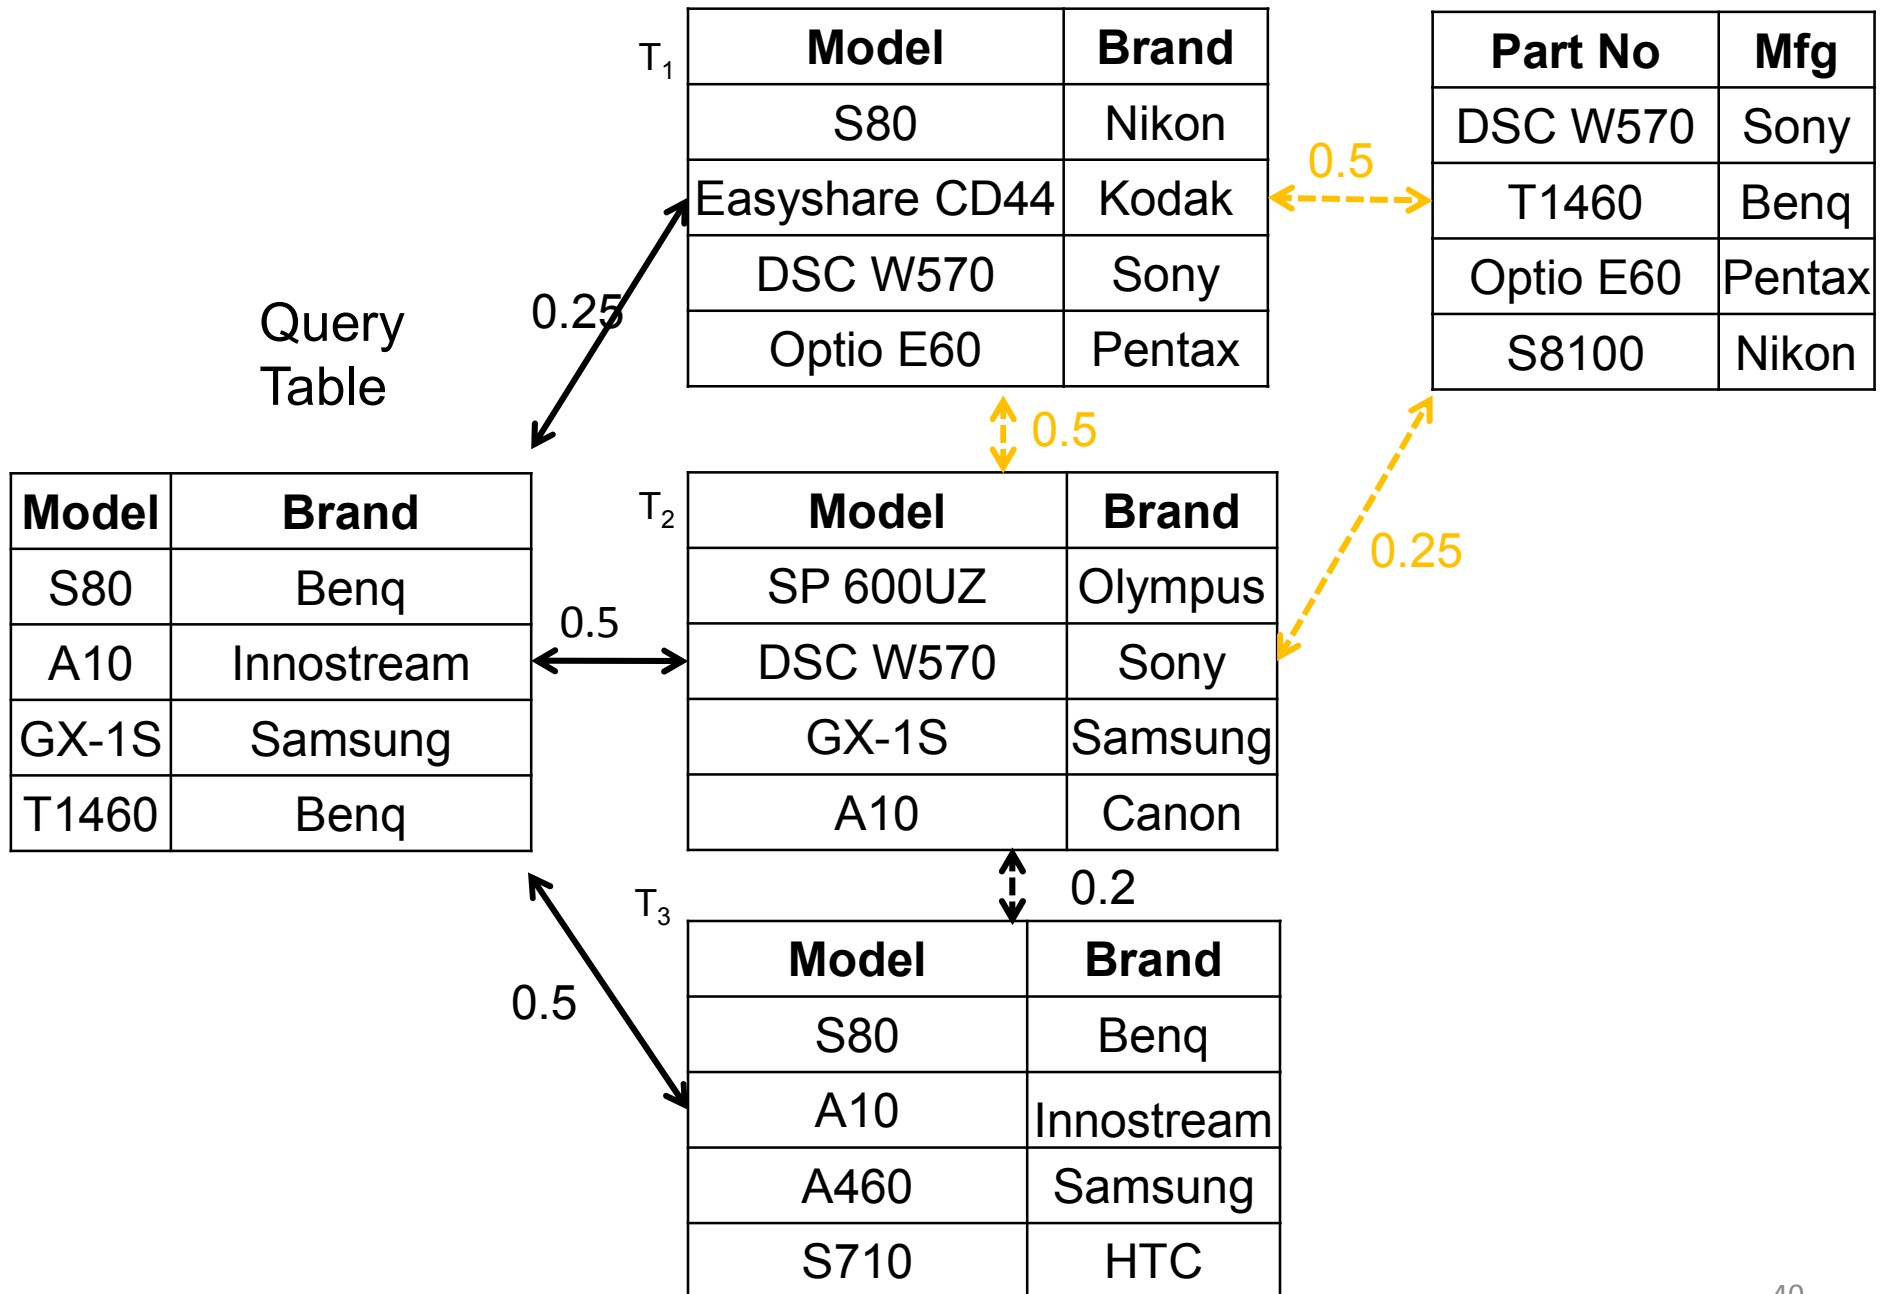 T1
Model Brand
S80 Nikon
Easyshare CD44 Kodak
DSC W570 Sony
Optio E60 Pentax
0.5
Part No Mfg
DSC W570 Sony
T1460 Benq
Optio E60 Pentax
S8100 Nikon
0.25
Query
Table
0.5
0.25
Model Brand
S80 Benq
A10 Innostream
GX-1S Samsung
T1460 Benq
0.5
T2
Model Brand
SP 600UZ Olympus
DSC W570 Sony
GX-1S Samsung
A10 Canon
0.2
0.5
T3
Model Brand
S80 Benq
A10 Innostream
A460 Samsung
S710 HTC